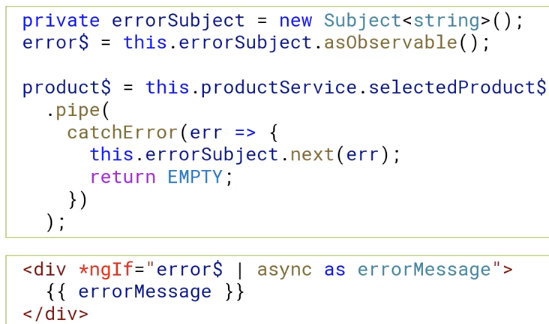 private errorSubject = new Subject<string>();
error$ = this.errorSubject.asObservable();
product$ = this.productService.selectedProduct$
.pipe(
catchError(err => {
this.errorSubject.next(err);
return EMPTY;
})
);
<div *ngIf="error$ | async as errorMessage">
{{ errorMessage }}
</div>